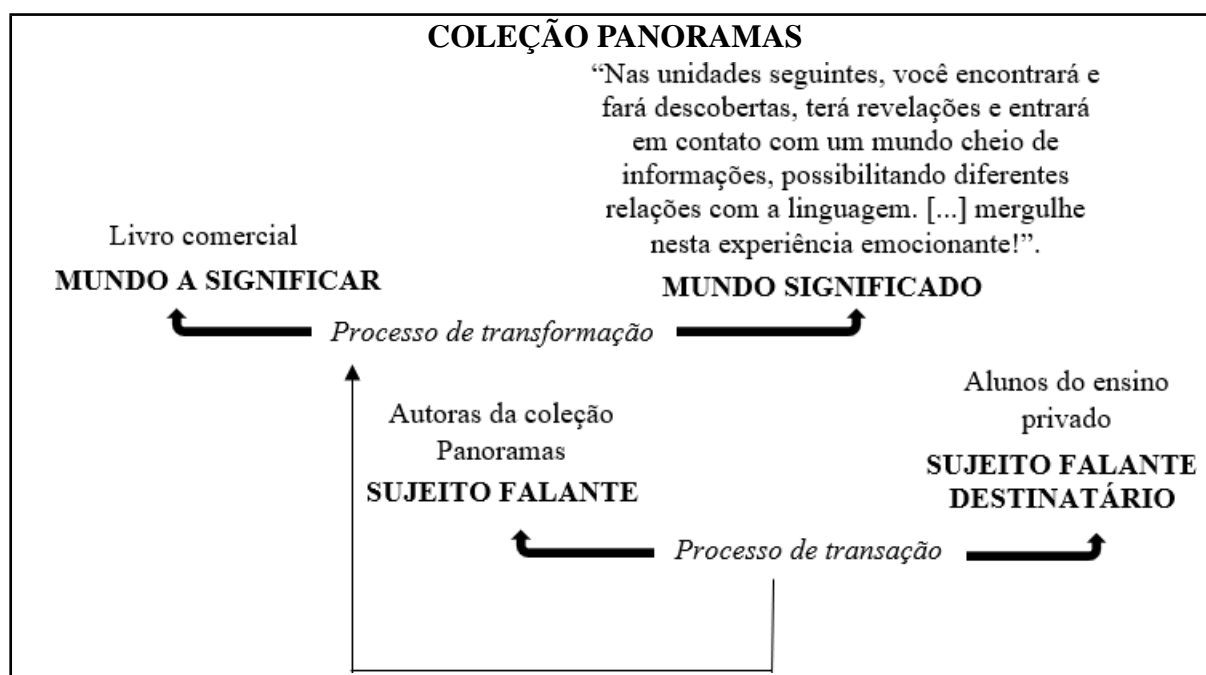 COLEÇÃO PANORAMAS
“Nas unidades seguintes, você encontrará e
fará descobertas, terá revelações e entrará
em contato com um mundo cheio de
informações, possibilitando diferentes
relações com a linguagem. [...] mergulhe
nesta experiência emocionante!”.
Livro comercial
MUNDO A SIGNIFICAR
MUNDO SIGNIFICADO
Processo de transformação
Autoras da coleção
Panoramas
SUJEITO FALANTE
Alunos do ensino
privado
SUJEITO FALANTE
DESTINATÁRIO
Processo de transação